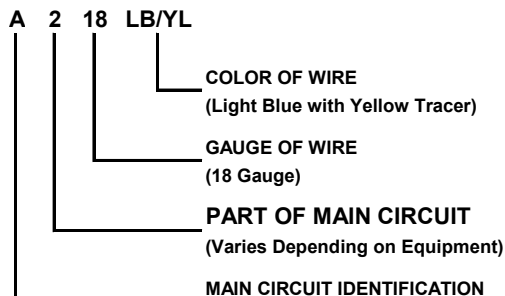 A 2 18 LB/YL
COLOR OF WIRE
(Light Blue with Yellow Tracer)
GAUGE OF WIRE
(18 Gauge)
PART OF MAIN CIRCUIT
(Varies Depending on Equipment)
MAIN CIRCUIT IDENTIFICATION